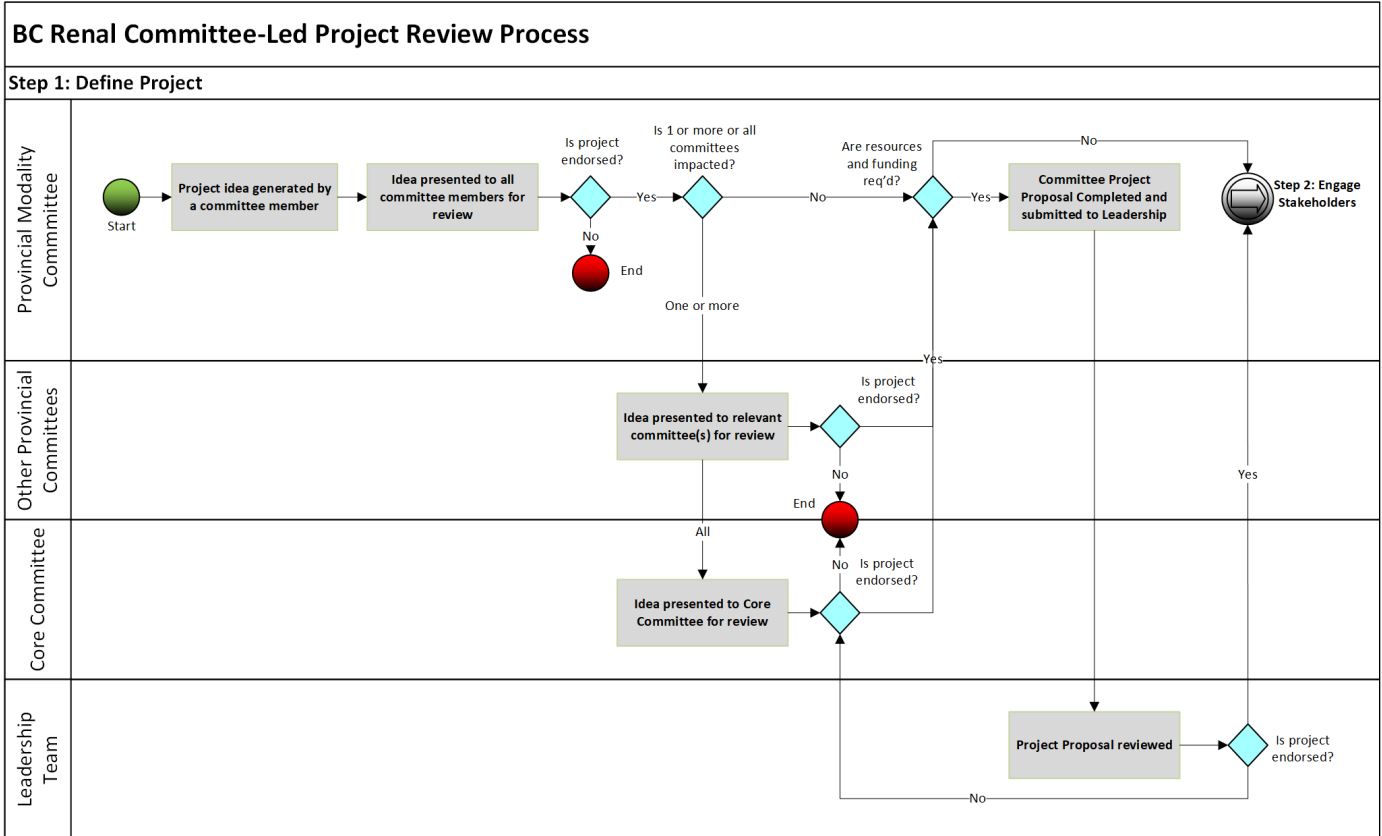 BC Renal Committee-Led Project Review Process
Step 1: Define Project
Provincial Modality
Commmittee
Start
Project idea generated by
a committee member
Idea presented to all
committee members for
review
Is project
endorsed?
Yes
No
End
Is 1 or more or all
committees
impacted?
No
One or more
Are resources
and funding
req’d?
No
Yes
Committee Project
Proposal Completed and
submitted to Leadership
Step 2: Engage
Stakeholders
Other Provincial
Committees
Idea presented to relevant
committee(s) for review
Is project
endorsed?
Yes
No
End
All
Yes
Core Committee
Idea presented to Core
Committee for review
No
Is project
endorsed?
Leadership
Team
Project Proposal reviewed
Is project
endorsed?
No